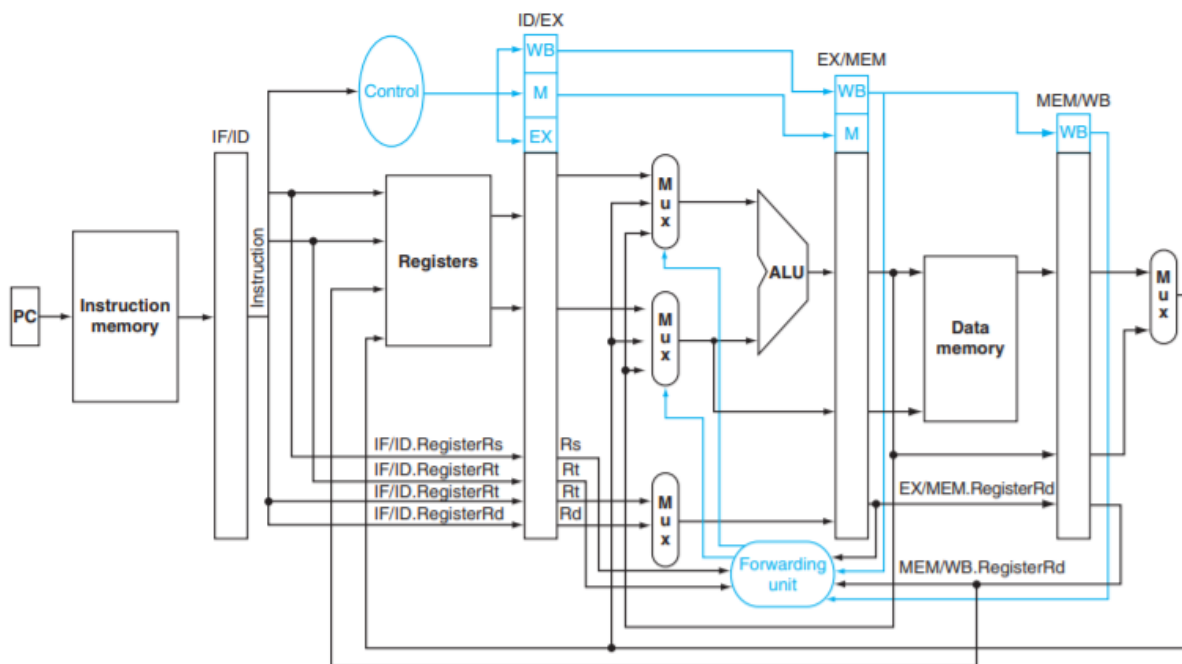 ID/EX
WB
M
EX
EX/MEM
WB
M
MEM/WB
WB
Control
IF/ID
Instruction
PC
Instruction
memory
Registers
M
u
x
M
u
x
ALU
Data
memory
M
u
x
IF/ID.RegisterRs
IF/ID.RegisterRt
IF/ID.RegisterRt
IF/ID.RegisterRd
Rs
Rt
Rt
Rd
M
u
x
EX/MEM.RegisterRd
Forwarding
unit
MEM/WB.RegisterRd